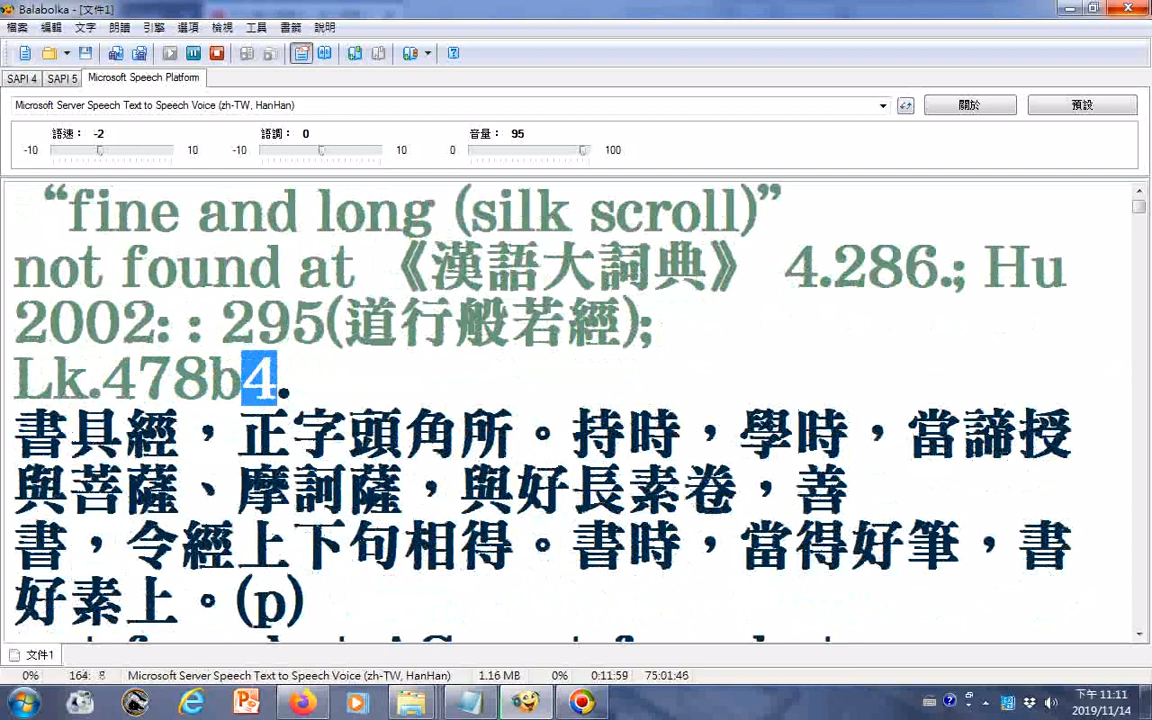 Balabolka - [文件1]
檔案 編輯 文字 朗讀 引擎 選項 檢視 工具 書籤 說明
SAPI 4 SAPI 5 Microsoft Speech Platform
Microsoft Server Speech Text to Speech Voice (zh-TW, HanHan) 關於 預設
語速： -2 語調： 0 音量： 95
-10 10 -10 10 0 100
“fine and long (silk scroll)”
not found at 《漢語大詞典》 4.286.; Hu
2002: : 295(道行般若經);
Lk.478b4.
書具經，正字頭角所。持時，學時，當諦授
與菩薩、摩訶薩，與好長素卷，善
書，令經上下句相得。書時，當得好筆，書
好素上。(p)
文件1
0% 164: 8 Microsoft Server Speech Text to Speech Voice (zh-TW, HanHan) 1.16 MB 0% 0:11:59 75:01:46
下午 11:11
2019/11/14